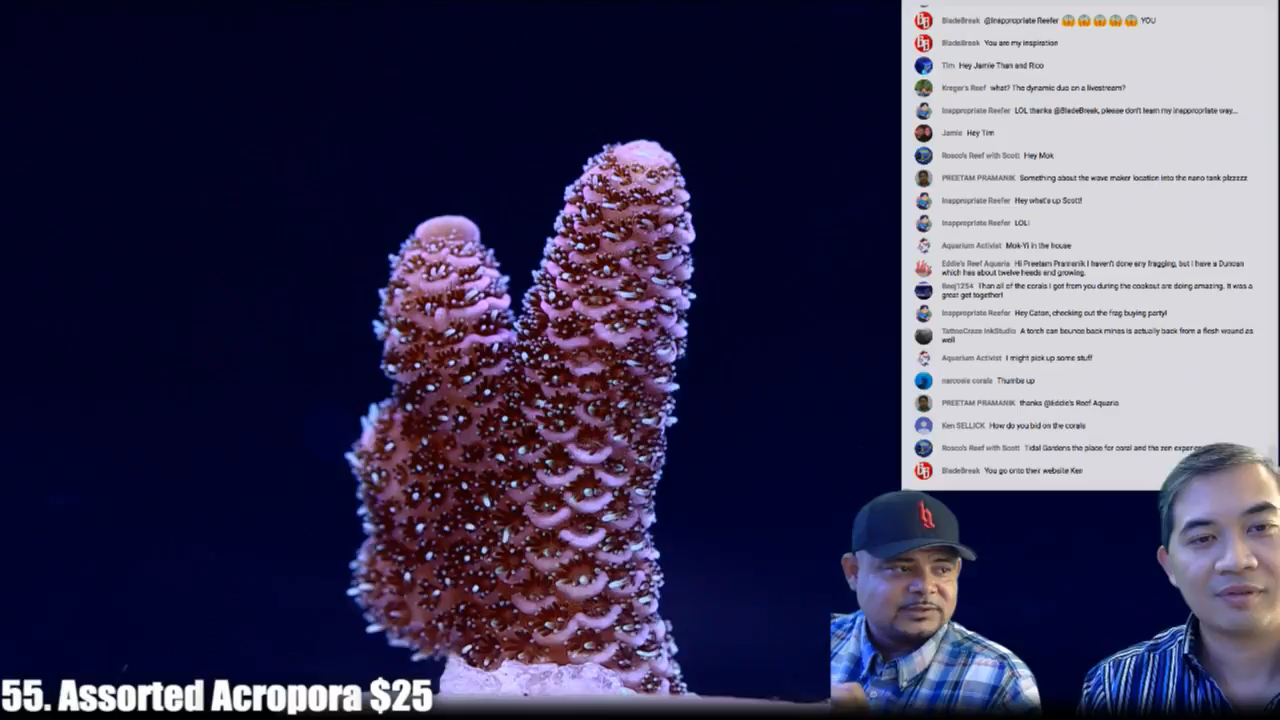 BladeBreak @Inappropriate Reefer 😱😱😱😱😱 YOU
BladeBreak You are my inspiration
Tim Hey Jamie Than and Rico
Kreger's Reef what? The dynamic duo on a livestream?
Inappropriate Reefer LOL thanks @BladeBreak, please don't learn my inappropriate way...
Jamie Hey Tim
Rosco's Reef with Scott Hey Mok
PREETAM PRAMANIK Something about the wave maker location into the nano tank plzzzzz
Inappropriate Reefer Hey what's up Scott!
Inappropriate Reefer LOL!
Aquarium Activist Mok-Yi in the house
Eddie's Reef Aquaria Hi Preetam Pramanik I haven't done any fragging, but I have a Duncan
which has about twelve heads and growing.
Booj1234 Than all of the corals I got from you during the cookout are doing amazing. It was a
great get together!
Inappropriate Reefer Hey Caton, checking out the frag buying party!
TattooCraze InkStudio A torch can bounce back mines is actually back from a flesh wound as
well
Aquarium Activist I might pick up some stuff
narcosis corals Thumbs up
PREETAM PRAMANIK thanks @Eddie's Reef Aquaria
Ken SELLICK How do you bid on the corals
Rosco's Reef with Scott Tidal Gardens the place for coral and the zen
BladeBreak You go onto their website Ken
55. Assorted Acropora $25